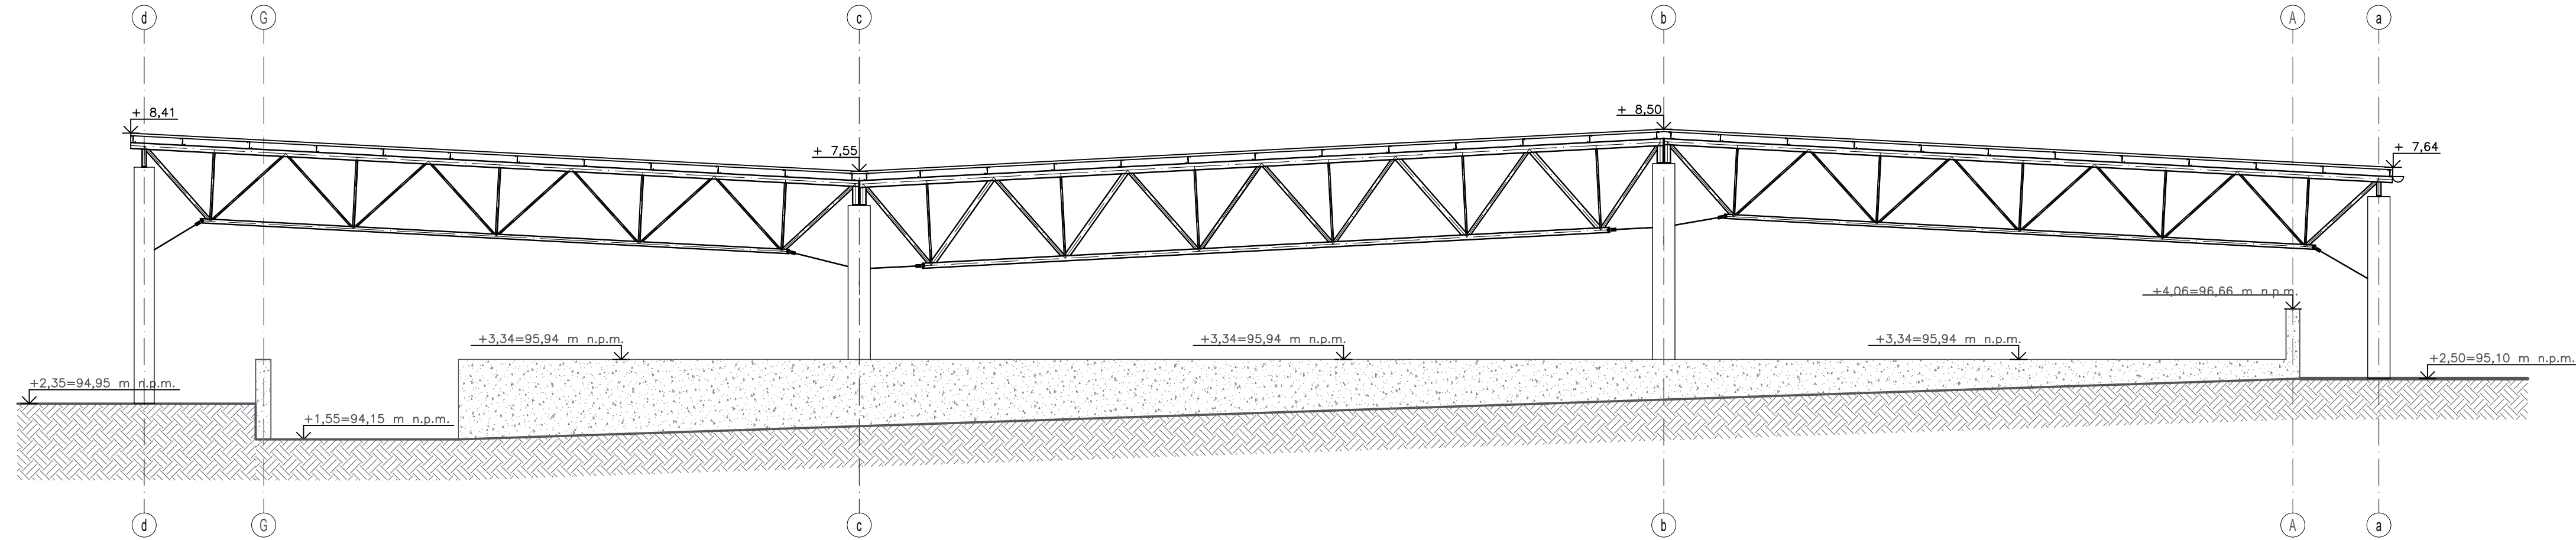 d G c b A a
+ 8,41
+ 7,55
+ 8,50
+ 7,64
+4,06=96,66 m n.p.m.
+3,34=95,94 m n.p.m.
+3,34=95,94 m n.p.m.
+3,34=95,94 m n.p.m.
+2,50=95,10 m n.p.m.
+2,35=94,95 m n.p.m.
+1,55=94,15 m n.p.m.
d G c b A a